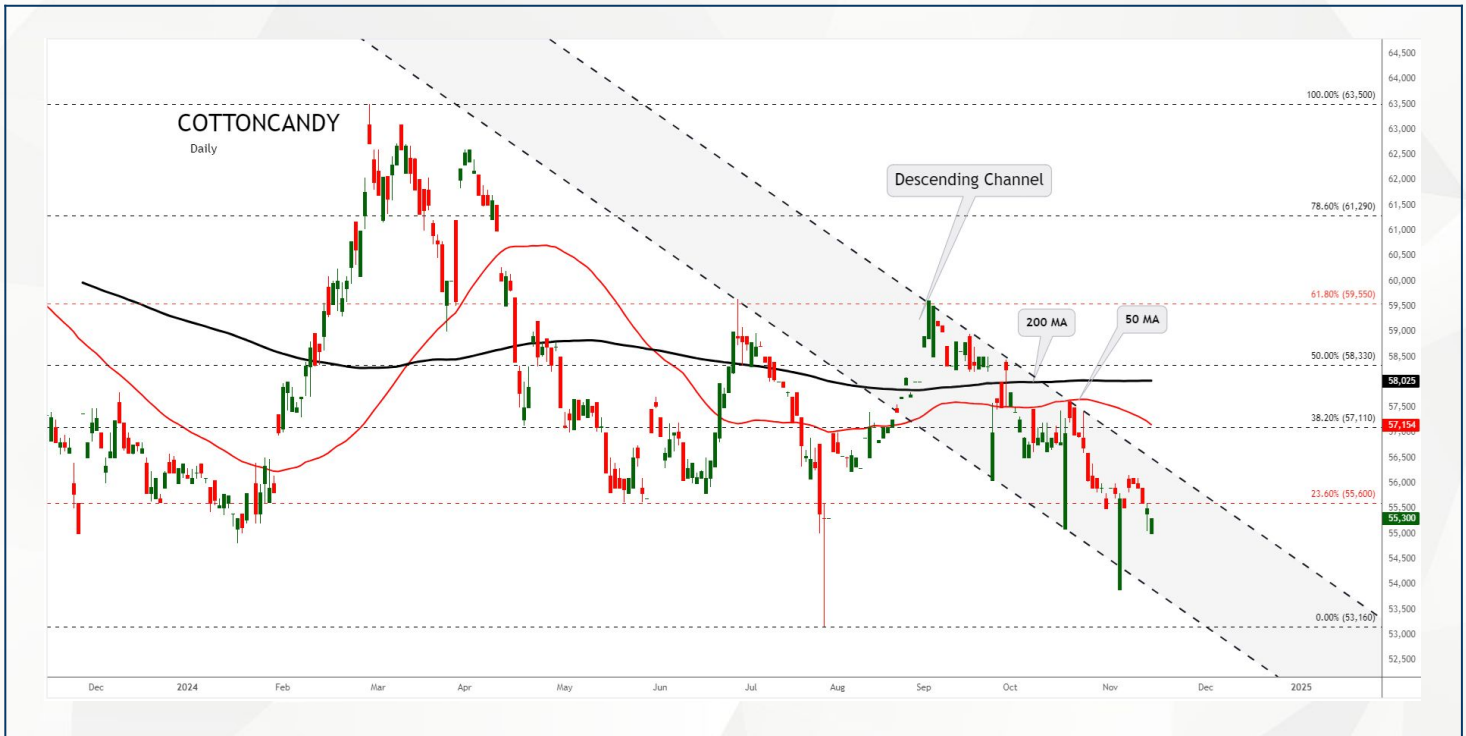 COTTONCANDY
Daily
Descending Channel
200 MA
50 MA
100.00% (63,500)
78.60% (61,290)
61.80% (59,550)
50.00% (58,330)
38.20% (57,110)
23.60% (55,600)
0.00% (53,160)
64,500
64,000
63,500
63,000
62,500
62,000
61,500
61,000
60,500
60,000
59,500
59,000
58,500
58,025
57,500
57,154
57,000
56,500
56,000
55,500
55,300
55,000
54,500
54,000
53,500
53,000
52,500
Dec
2024
Feb
Mar
Apr
May
Jun
Jul
Aug
Sep
Oct
Nov
Dec
2025